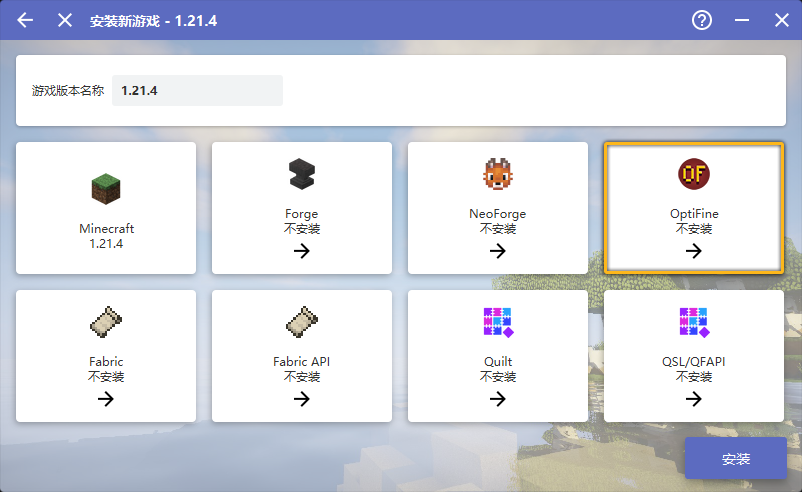 安装新游戏 - 1.21.4
游戏版本名称 1.21.4
Minecraft
1.21.4
Forge
不安装
NeoForge
不安装
OF
OptiFine
不安装
Fabric
不安装
Fabric API
不安装
Quilt
不安装
QSL/QFAPI
不安装
安装